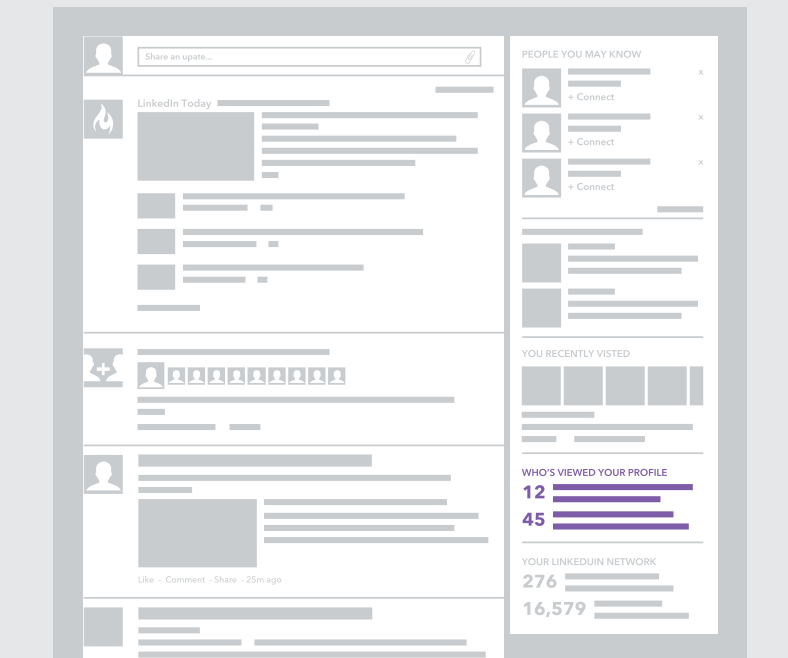 Share an upate...
LinkedIn Today
Like - Comment - Share - 25m ago
PEOPLE YOU MAY KNOW
x
+ Connect
x
+ Connect
x
+ Connect
YOU RECENTLY VISTED
WHO'S VIEWED YOUR PROFILE
12
45
YOUR LINKEDUIN NETWORK
276
16,579